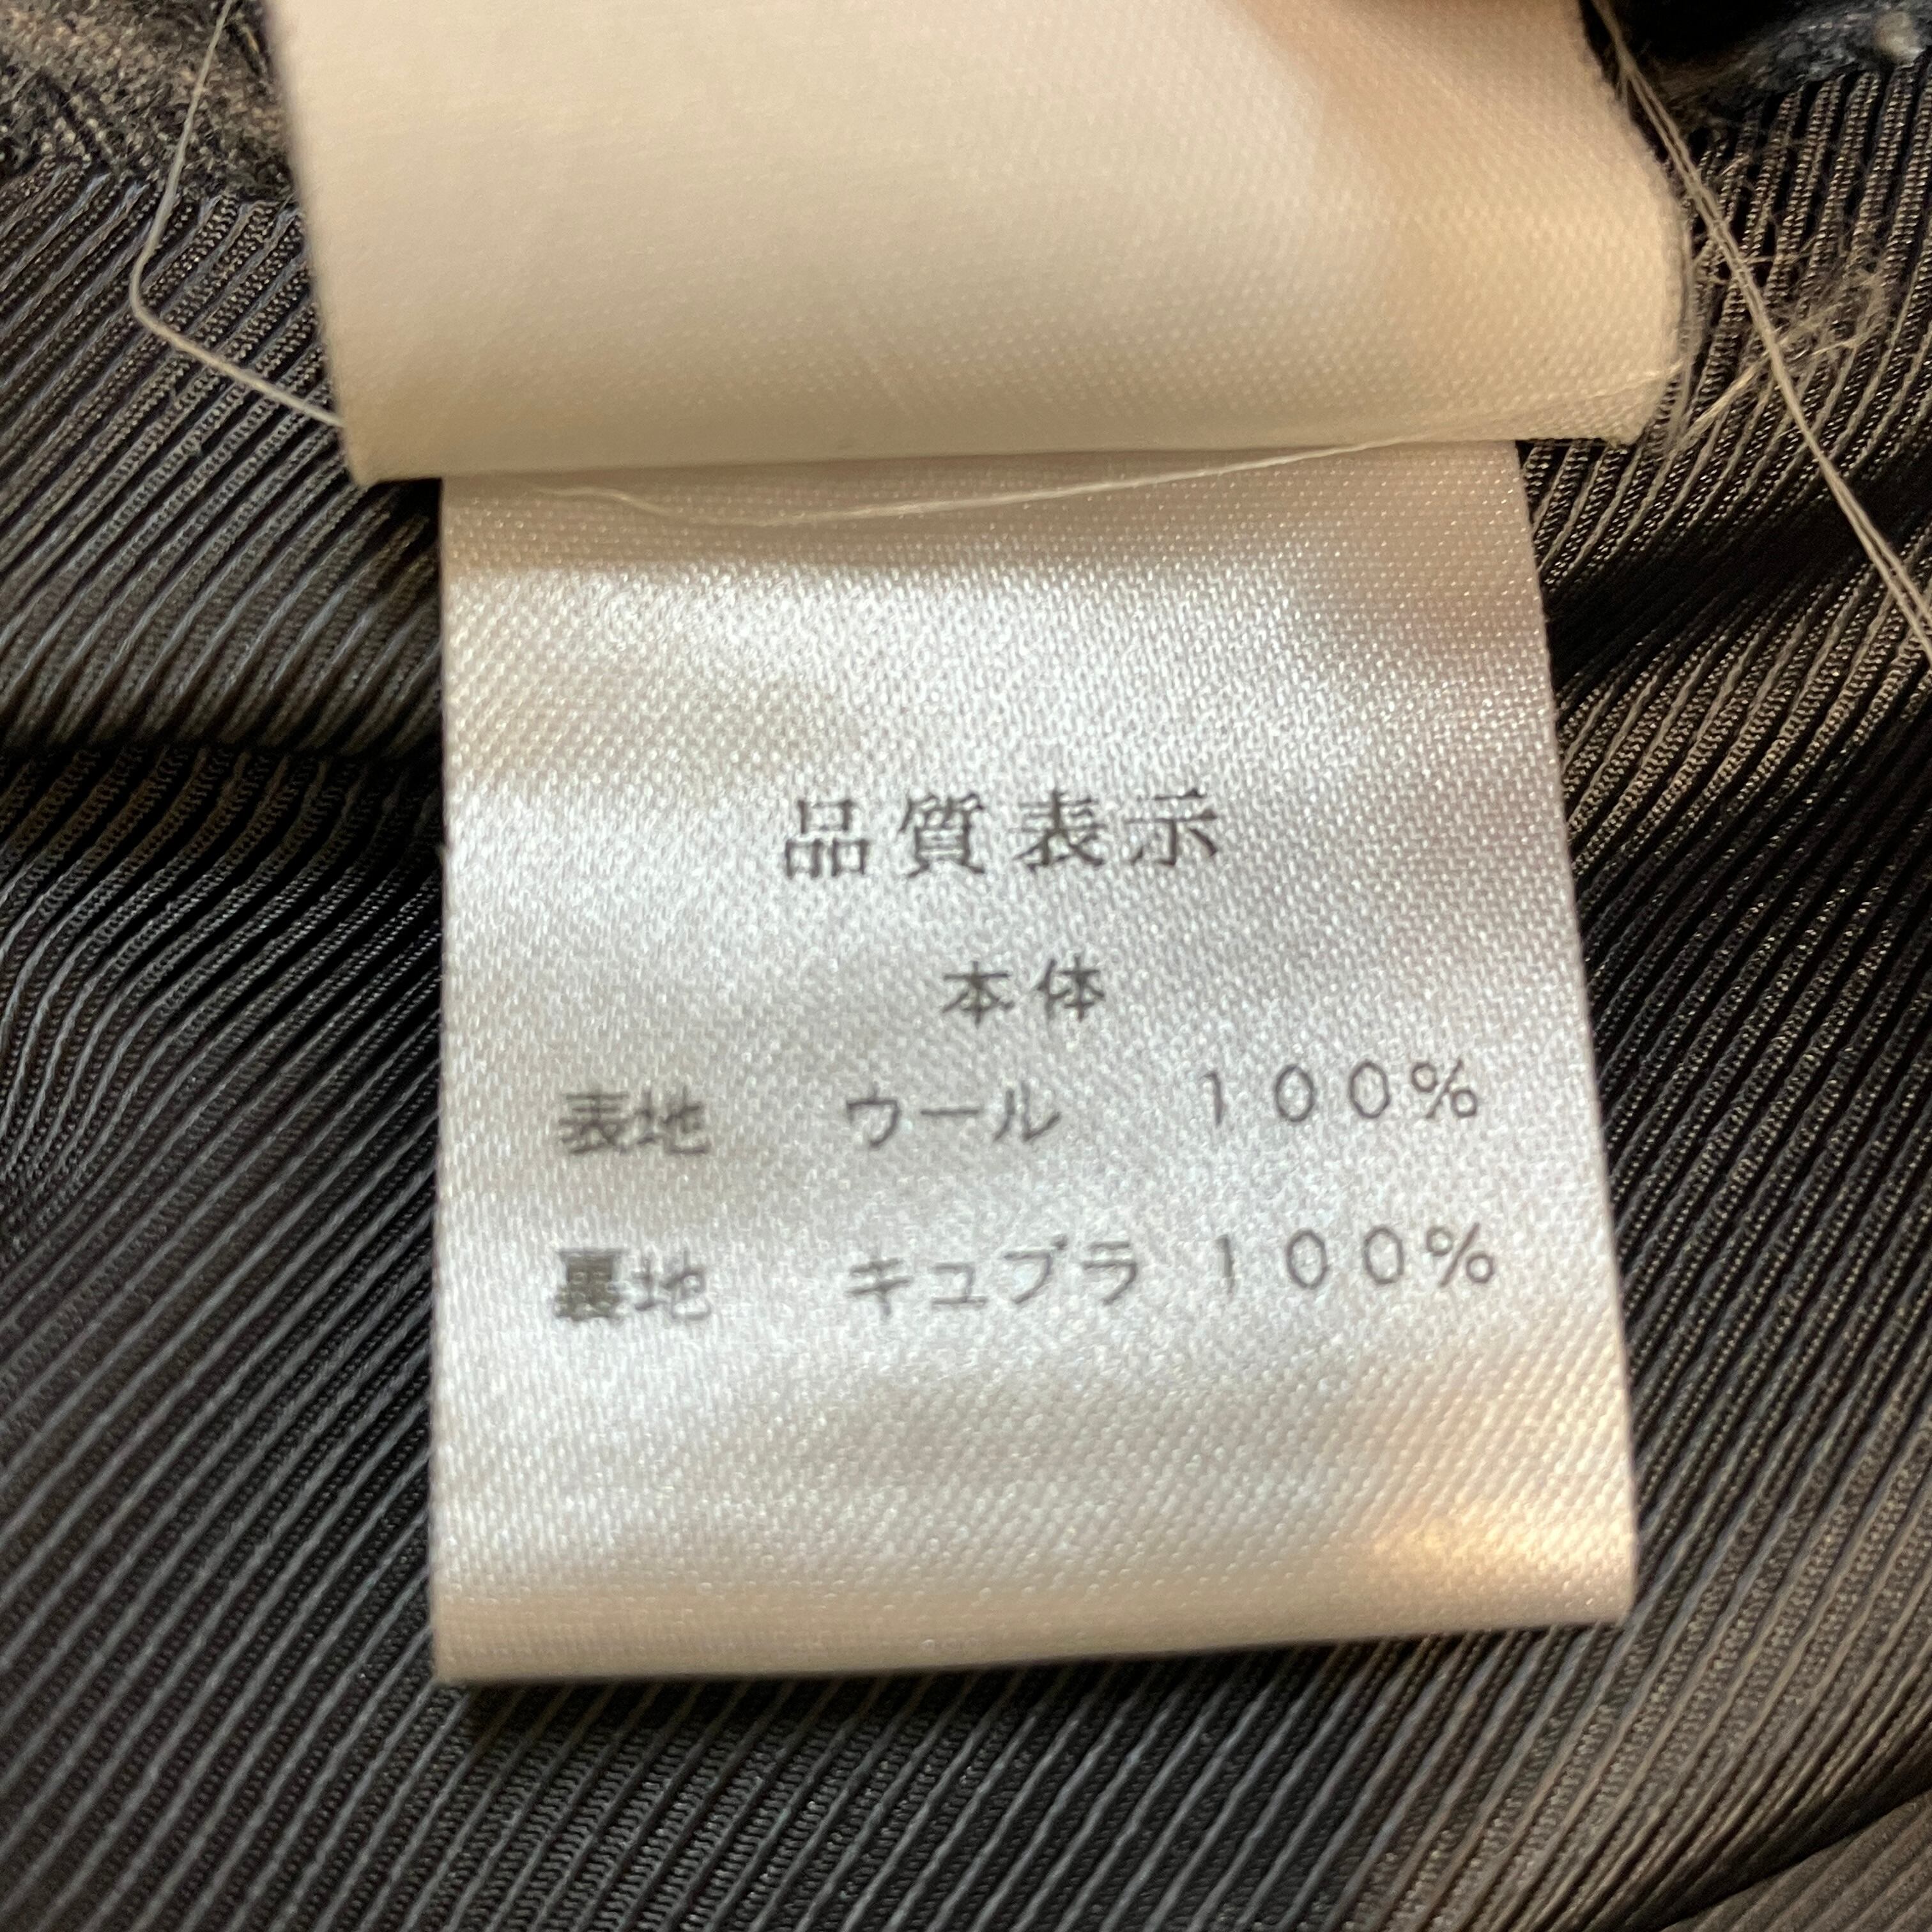 品質表示
本体
表地 ウール 100%
裏地 キュプラ 100%